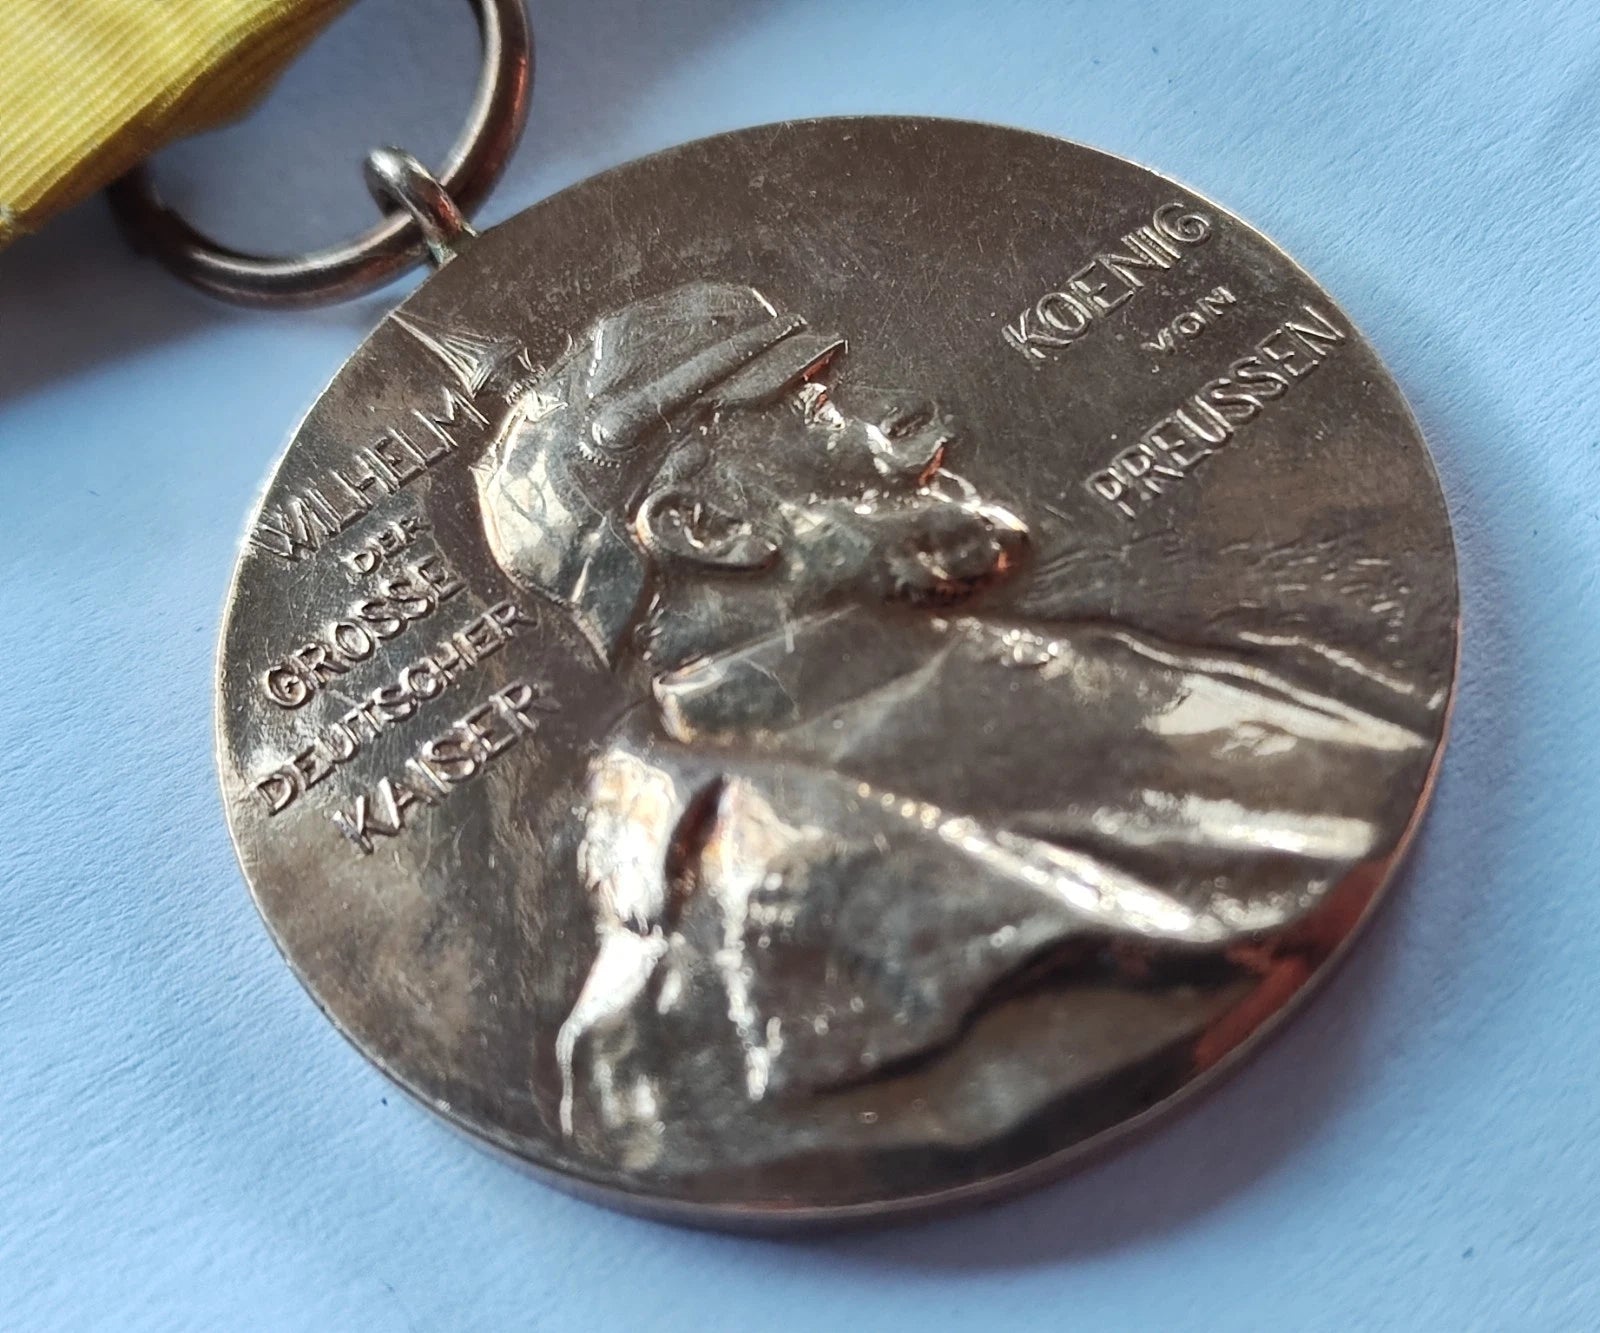 WILHELM
DER
GROSSE
DEUTSCHER
KAISER
KOENIG
VON
PREUSSEN